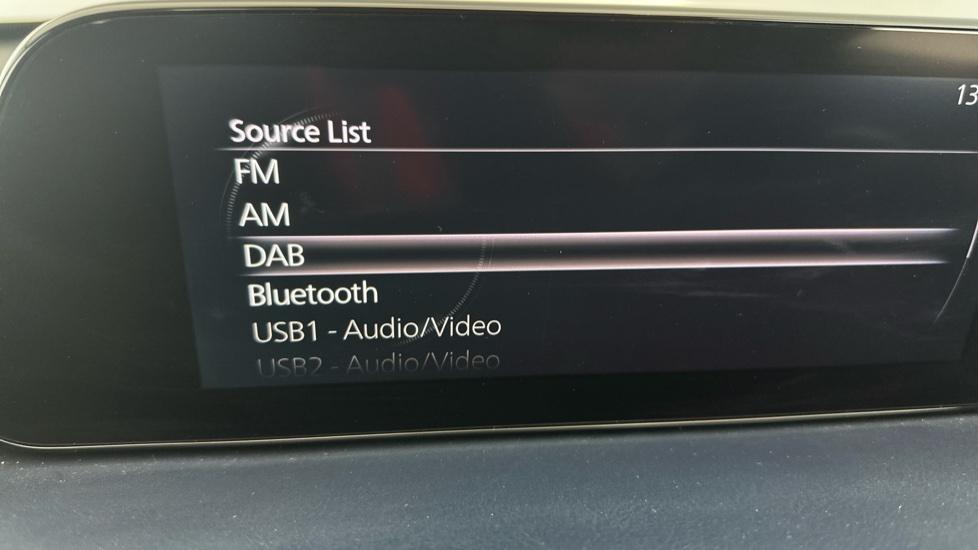 13
Source List
FM
AM
DAB
Bluetooth
USB1 - Audio/Video
USB2 - Audio/Video